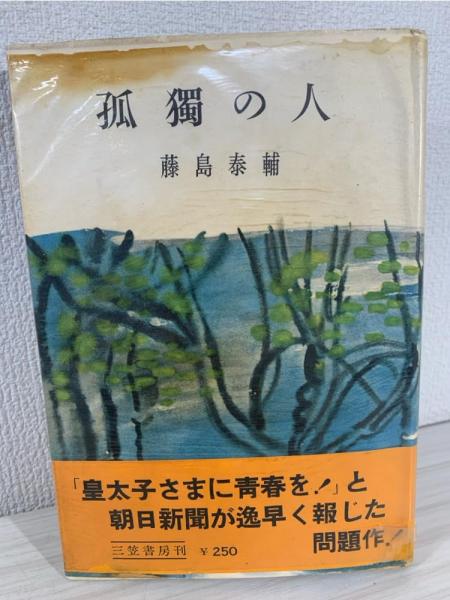 孤獨の人
藤島泰輔
「皇太子さまに青春を!」と
朝日新聞が逸早く報じた
問題作!
三笠書房刊 ¥250